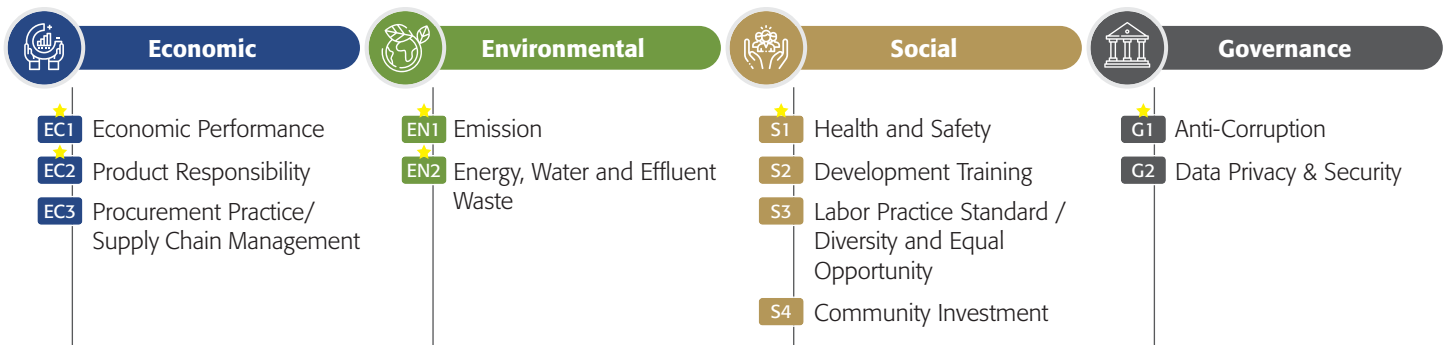 Economic
EC1 Economic Performance
EC2 Product Responsibility
EC3 Procurement Practice/
Supply Chain Management
Environmental
EN1 Emission
EN2 Energy, Water and Effluent
Waste
Social
S1 Health and Safety
S2 Development Training
S3 Labor Practice Standard /
Diversity and Equal
Opportunity
S4 Community Investment
Governance
G1 Anti-Corruption
G2 Data Privacy & Security